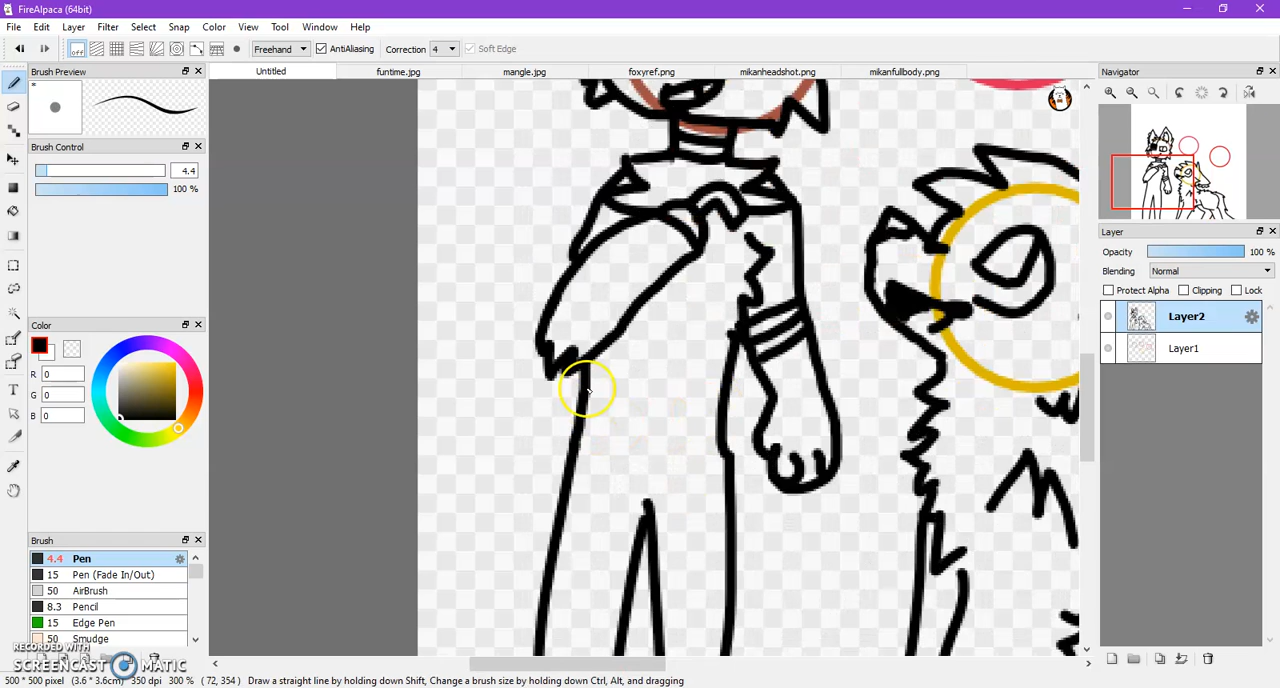 FireAlpaca (64bit)
File Edit Layer Filter Select Snap Color View Tool Window Help
off Freehand AntiAliasing Correction 4 Soft Edge
Brush Preview
Untitled funtime.jpg mangle.jpg foxyref.png mikanheadshot.png mikanfullbody.png
Navigator
*
Brush Control
4.4
100 %
Layer
Opacity 100 %
Blending Normal
Protect Alpha Clipping Lock
Layer2
Layer1
Color
R 0
G 0
B 0
Brush
4.4 Pen
15 Pen (Fade In/Out)
50 AirBrush
8.3 Pencil
15 Edge Pen
50 Smudge
RECORDED WITH
SCREENCAST MATIC
500 * 500 pixel (3.6 * 3.6cm) 350 dpi 300 % ( 72, 354 ) Draw a straight line by holding down Shift, Change a brush size by holding down Ctrl, Alt, and dragging